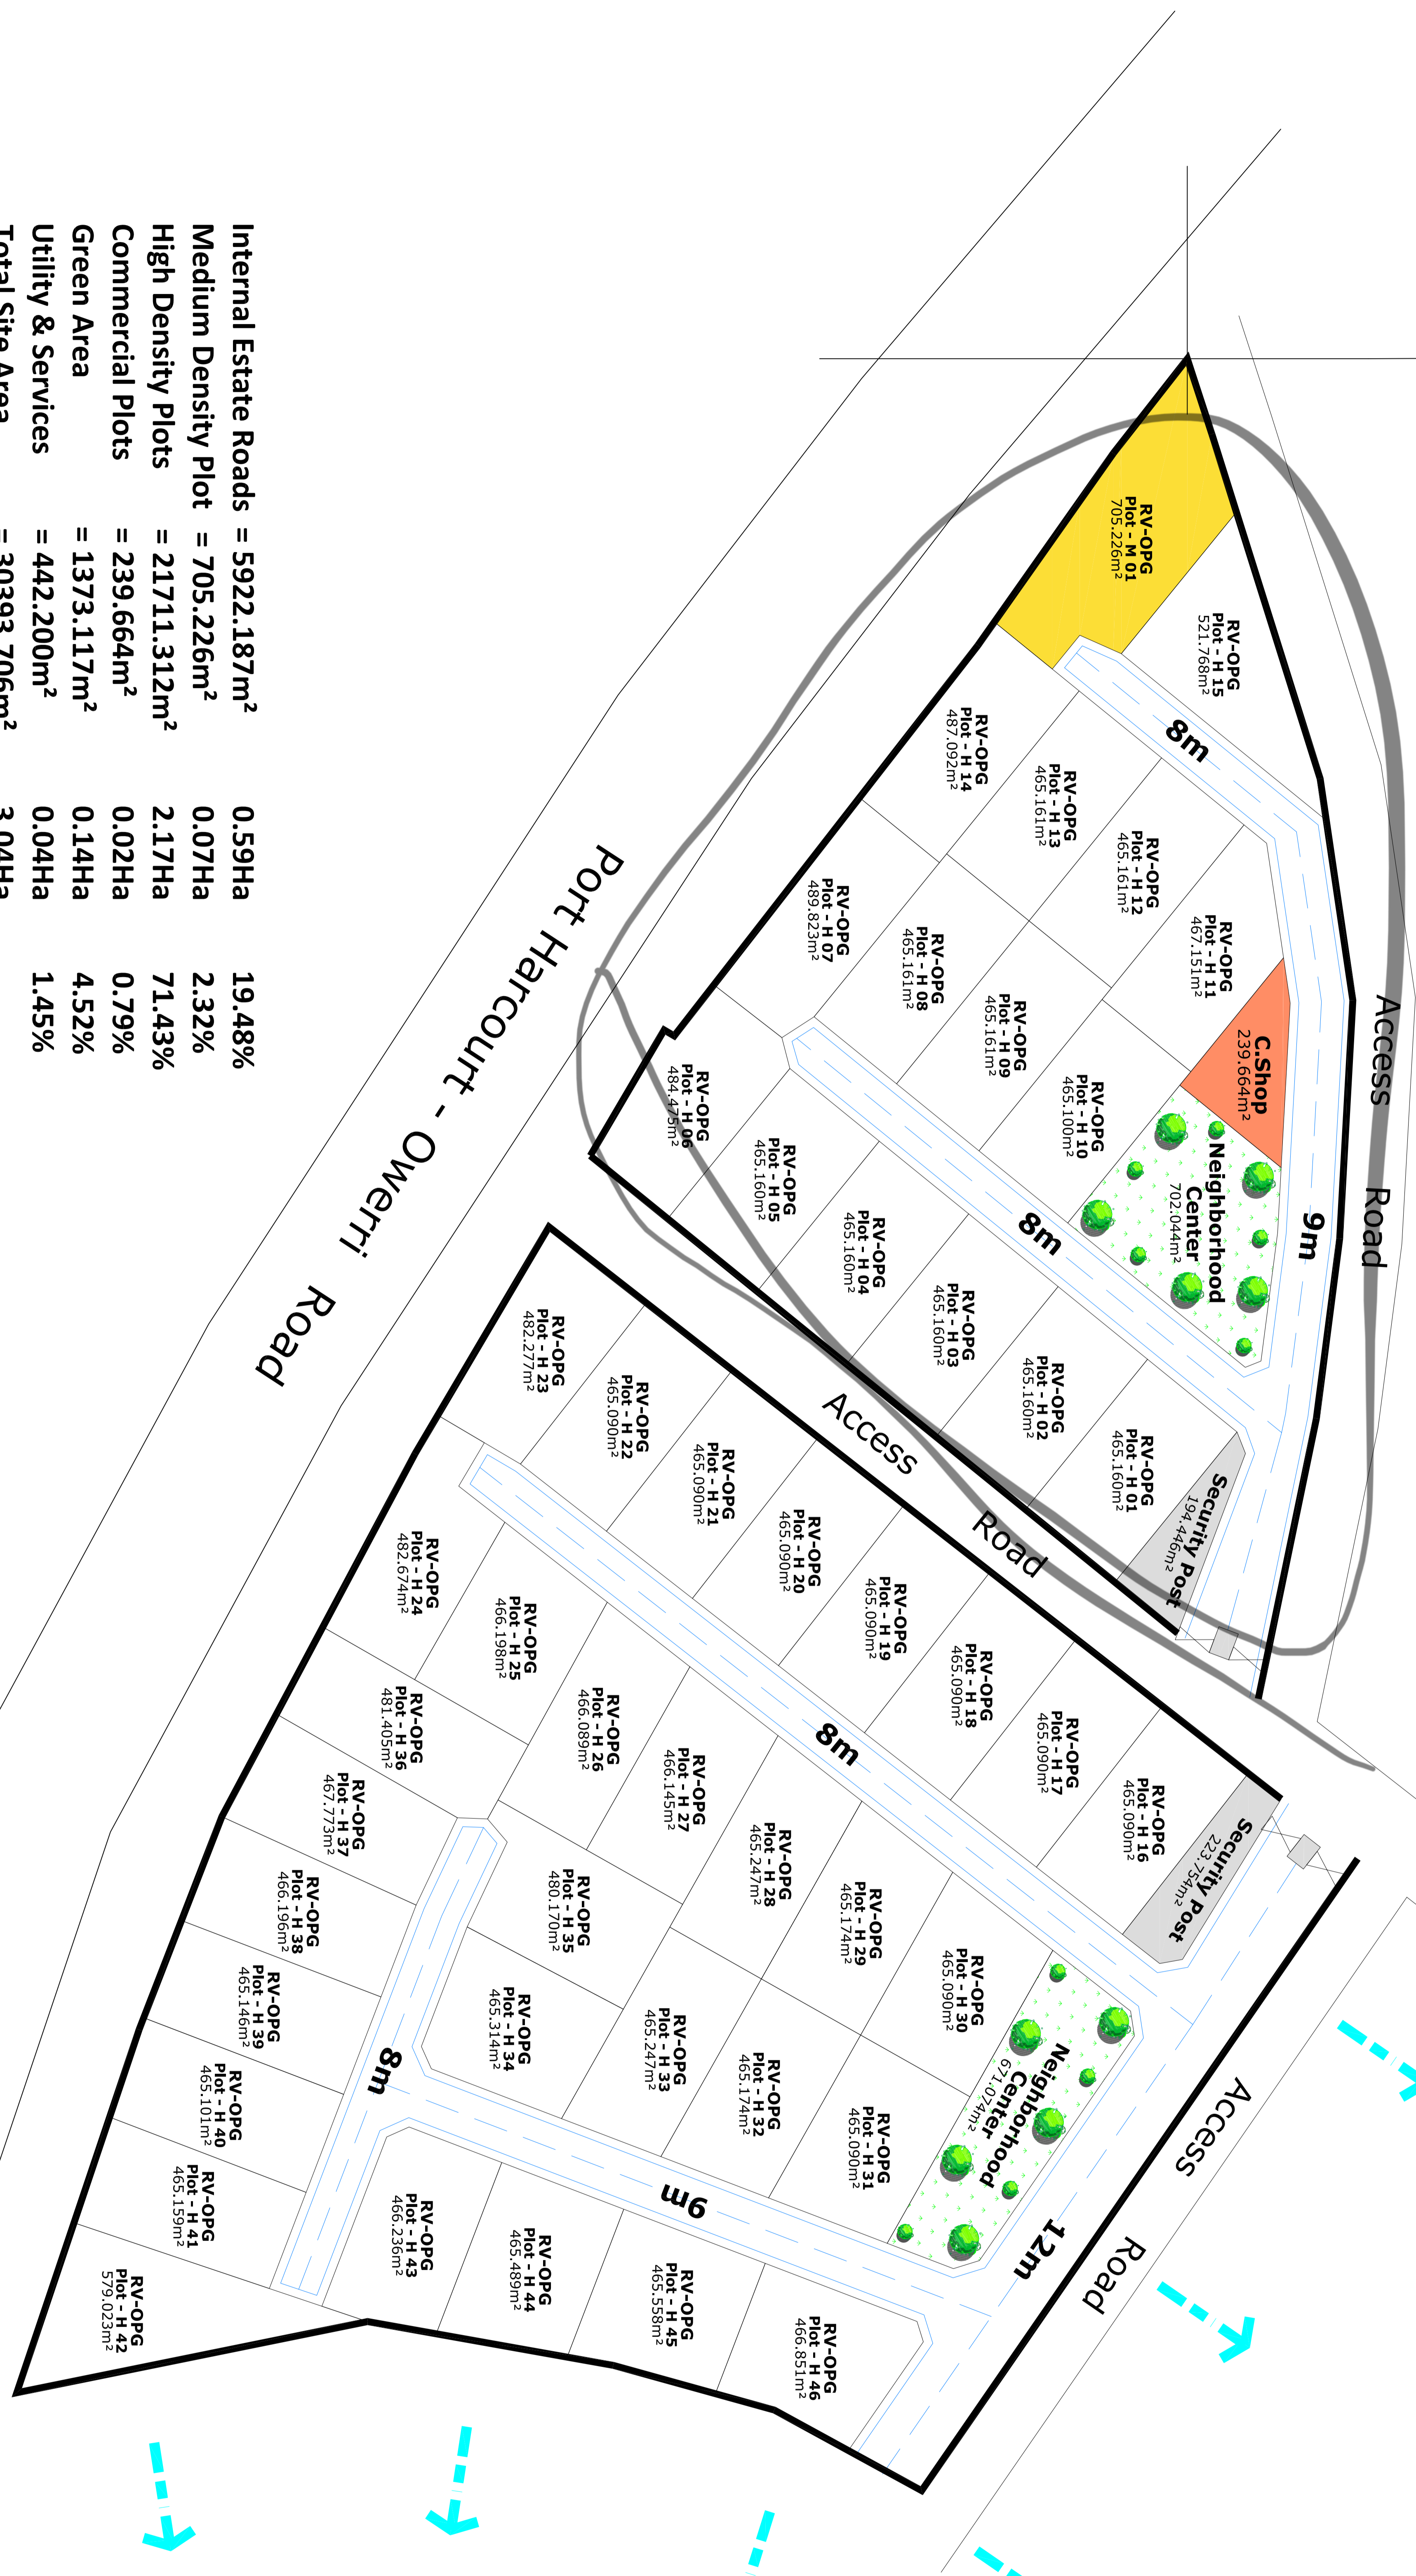 Internal Estate Roads = 5922.187m² 0.59Ha 19.48%
Medium Density Plot = 705.226m² 0.07Ha 2.32%
High Density Plots = 21711.312m² 2.17Ha 71.43%
Commercial Plots = 239.664m² 0.02Ha 0.79%
Green Area = 1373.117m² 0.14Ha 4.52%
Utility & Services = 442.200m² 0.04Ha 1.45%
Total Site Area = 30393.706m² 3.04Ha
Port Harcourt - Owerri Road
Access Road
Access Road
Access Road
RV-OPG
Plot - M 01
705.226m²
RV-OPG
Plot - H 15
521.768m²
8m
RV-OPG
Plot - H 14
487.092m²
RV-OPG
Plot - H 13
465.161m²
RV-OPG
Plot - H 12
465.161m²
RV-OPG
Plot - H 11
467.151m²
RV-OPG
Plot - H 07
489.823m²
RV-OPG
Plot - H 08
465.161m²
RV-OPG
Plot - H 09
465.161m²
RV-OPG
Plot - H 10
465.100m²
C.Shop
239.664m²
Neighborhood
Center
702.044m²
9m
8m
RV-OPG
Plot - H 06
484.475m²
RV-OPG
Plot - H 05
465.160m²
RV-OPG
Plot - H 04
465.160m²
RV-OPG
Plot - H 03
465.160m²
RV-OPG
Plot - H 02
465.160m²
RV-OPG
Plot - H 01
465.160m²
Security Post
194.446m²
RV-OPG
Plot - H 23
482.277m²
RV-OPG
Plot - H 22
465.090m²
RV-OPG
Plot - H 21
465.090m²
RV-OPG
Plot - H 20
465.090m²
RV-OPG
Plot - H 19
465.090m²
RV-OPG
Plot - H 18
465.090m²
RV-OPG
Plot - H 17
465.090m²
RV-OPG
Plot - H 16
465.090m²
Security Post
223.754m²
8m
RV-OPG
Plot - H 24
482.674m²
RV-OPG
Plot - H 25
466.198m²
RV-OPG
Plot - H 26
466.089m²
RV-OPG
Plot - H 27
466.145m²
RV-OPG
Plot - H 28
465.247m²
RV-OPG
Plot - H 29
465.174m²
RV-OPG
Plot - H 30
465.090m²
Neighborhood
Center
671.074m²
12m
RV-OPG
Plot - H 36
481.405m²
RV-OPG
Plot - H 37
467.773m²
RV-OPG
Plot - H 38
466.196m²
RV-OPG
Plot - H 39
465.146m²
RV-OPG
Plot - H 40
465.101m²
RV-OPG
Plot - H 41
465.159m²
RV-OPG
Plot - H 42
579.023m²
8m
RV-OPG
Plot - H 35
480.170m²
RV-OPG
Plot - H 34
465.314m²
RV-OPG
Plot - H 33
465.247m²
RV-OPG
Plot - H 32
465.174m²
RV-OPG
Plot - H 31
465.090m²
9m
RV-OPG
Plot - H 43
466.236m²
RV-OPG
Plot - H 44
465.489m²
RV-OPG
Plot - H 45
465.558m²
RV-OPG
Plot - H 46
466.851m²